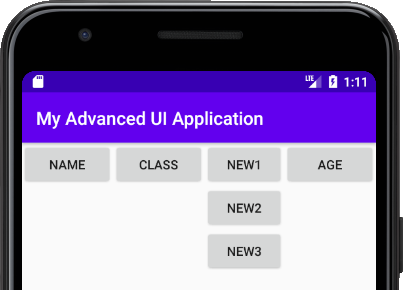 LTE 1:11
My Advanced UI Application
NAME CLASS NEW1 AGE
NEW2
NEW3